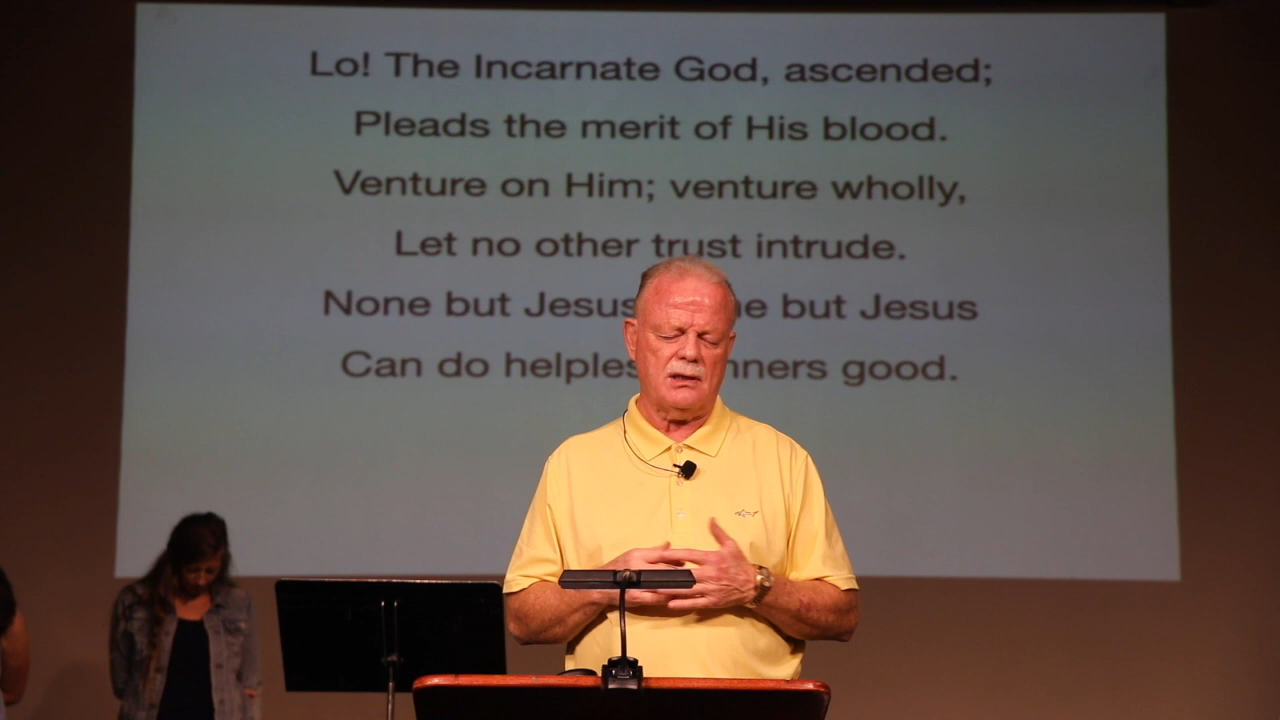 Lo! The Incarnate God, ascended;
Pleads the merit of His blood.
Venture on Him; venture wholly,
Let no other trust intrude.
None but Jesus but Jesus
Can do good.